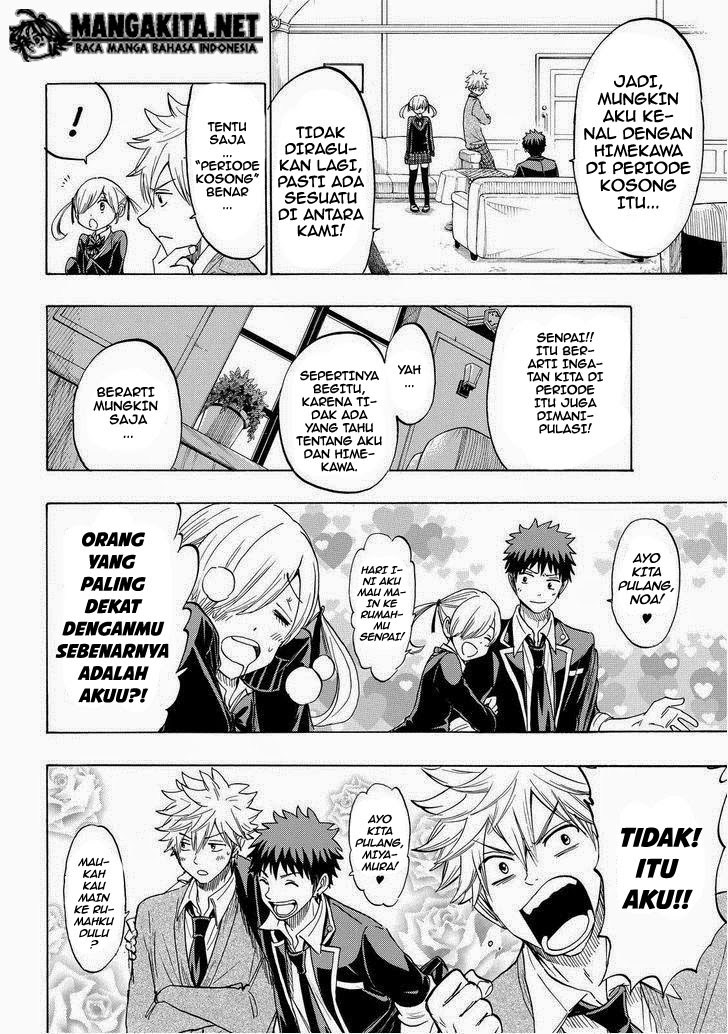 MANGAKITA.NET
BACA MANGA BAHASA INDONESIA
JADI,
MUNGKIN
AKU KE-
NAL DENGAN
HIMEKAWA
DI PERIODE
KOSONG
ITU...
TIDAK
DIRAGU-
KAN LAGI,
PASTI ADA
SESUATU
DI ANTARA
KAMI!
TENTU
SAJA
...
"PERIODE
KOSONG"
BENAR
...
!
SENPAI!!
ITU BER-
ARTI INGA-
TAN KITA DI
PERIODE
ITU JUGA
DIMANI-
PULASI!
YAH
...
SEPERTINYA
BEGITU,
KARENA TI-
DAK ADA
YANG TAHU
TENTANG AKU
DAN HIME-
KAWA.
BERARTI
MUNGKIN
SAJA
...
AYO
KITA
PULANG,
NOA!
♥
HARI I-
NI AKU
MAU MA-
IN KE
RUMAH-
MU
SENPAI!
ORANG
YANG
PALING
DEKAT
DENGANMU
SEBENARNYA
ADALAH
AKUU?!
TIDAK!
ITU
AKU!!
AYO
KITA
PULANG,
MIYA-
MURA!
♥
MAU-
KAH
KAU
MAIN
KE RU-
MAHKU
DULU
?